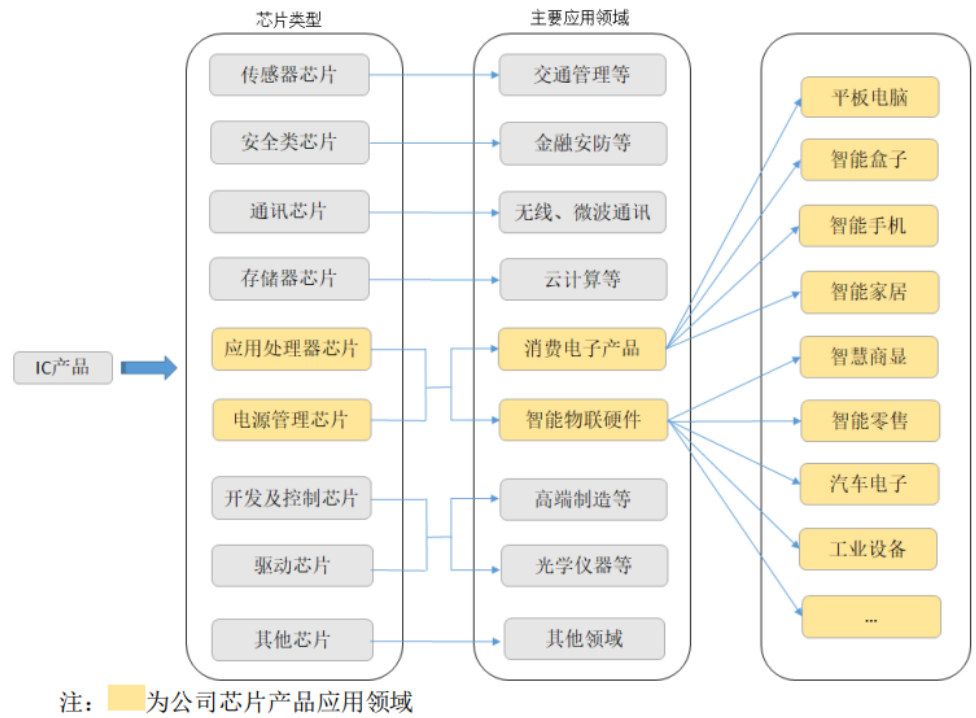 芯片类型
主要应用领域
传感器芯片
交通管理等
平板电脑
安全类芯片
金融安防等
智能盒子
通讯芯片
无线、微波通讯
智能手机
存储器芯片
云计算等
智能家居
应用处理器芯片
消费电子产品
智慧商显
IC产品
电源管理芯片
智能物联硬件
智能零售
开发及控制芯片
高端制造等
汽车电子
驱动芯片
光学仪器等
工业设备
其他芯片
其他领域
...
注：为公司芯片产品应用领域